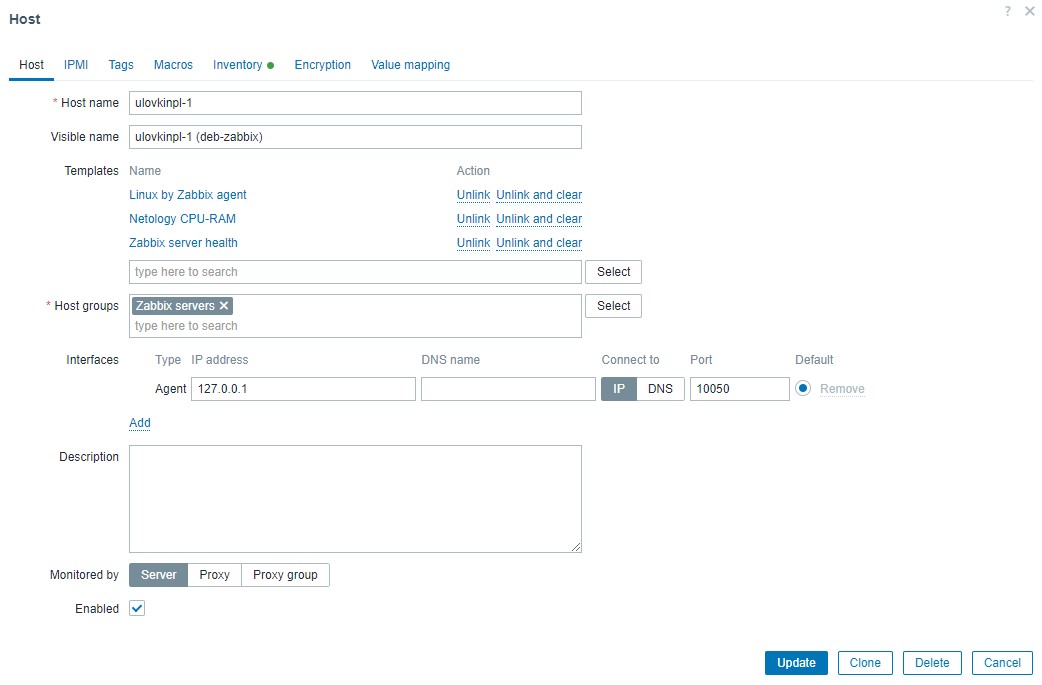 Host
? ×
Host IPMI Tags Macros Inventory Encryption Value mapping
* Host name ulovkinpl-1
Visible name ulovkinpl-1 (deb-zabbix)
Templates Name Action
Linux by Zabbix agent Unlink Unlink and clear
Netology CPU-RAM Unlink Unlink and clear
Zabbix server health Unlink Unlink and clear
type here to search Select
* Host groups Zabbix servers × Select
type here to search
Interfaces Type IP address DNS name Connect to Port Default
Agent 127.0.0.1 IP DNS 10050 Remove
Add
Description
Monitored by Server Proxy Proxy group
Enabled
Update Clone Delete Cancel